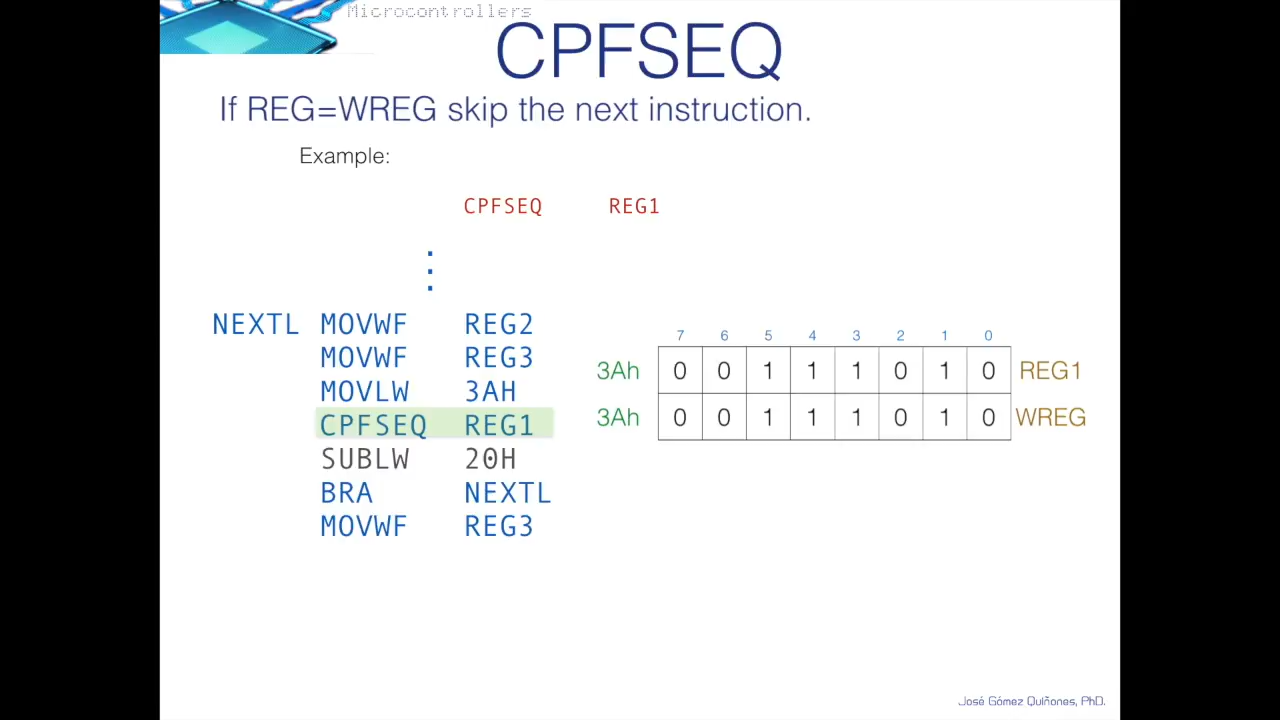 Microcontrollers
CPFSEQ
If REG=WREG skip the next instruction.
Example:
CPFSEQ REG1
NEXTL MOVWF REG2
MOVWF REG3
MOVLW 3AH
CPFSEQ REG1
SUBLW 20H
BRA NEXTL
MOVWF REG3
7 6 5 4 3 2 1 0
3Ah 0 0 1 1 1 0 1 0 REG1
3Ah 0 0 1 1 1 0 1 0 WREG
José Gómez Quiñones, PhD.